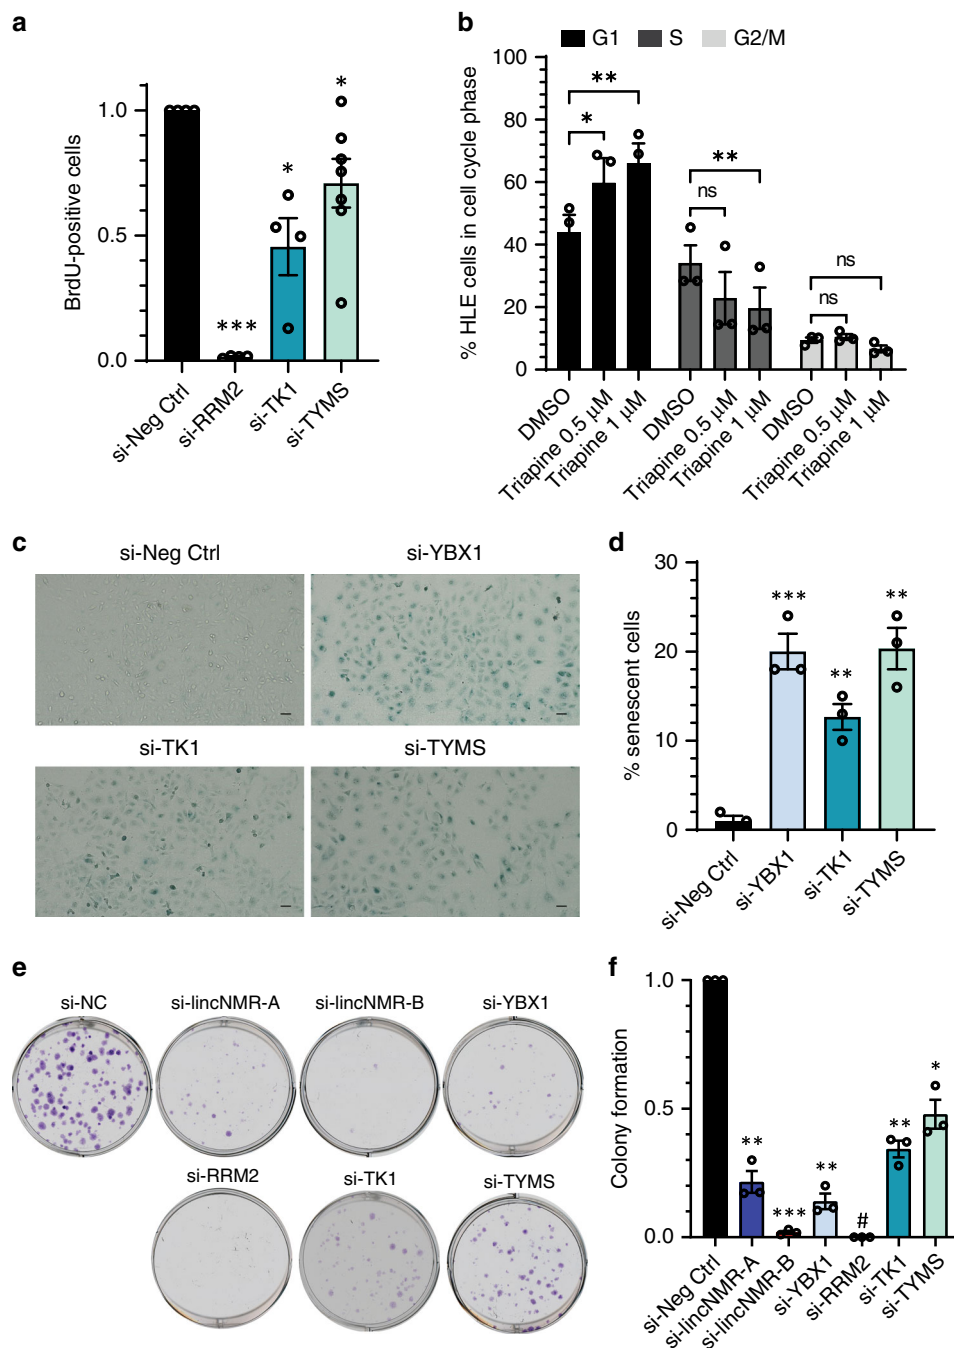 a
BrdU-positive cells
1.0
0.5
0.0
***
*
*
si-Neg Ctrl
si-RRM2
si-TK1
si-TYMS
b
G1 S G2/M
% HLE cells in cell cycle phase
100
80
60
40
20
0
**
*
**
ns
ns
ns
DMSO
Triapine 0.5 µM
Triapine 1 µM
DMSO
Triapine 0.5 µM
Triapine 1 µM
DMSO
Triapine 0.5 µM
Triapine 1 µM
c
si-Neg Ctrl
si-YBX1
si-TK1
si-TYMS
d
% senescent cells
30
20
10
0
***
**
**
si-Neg Ctrl
si-YBX1
si-TK1
si-TYMS
e
si-NC
si-lincNMR-A
si-lincNMR-B
si-YBX1
si-RRM2
si-TK1
si-TYMS
f
Colony formation
1.0
0.5
0.0
**
***
**
#
**
*
si-Neg Ctrl
si-lincNMR-A
si-lincNMR-B
si-YBX1
si-RRM2
si-TK1
si-TYMS